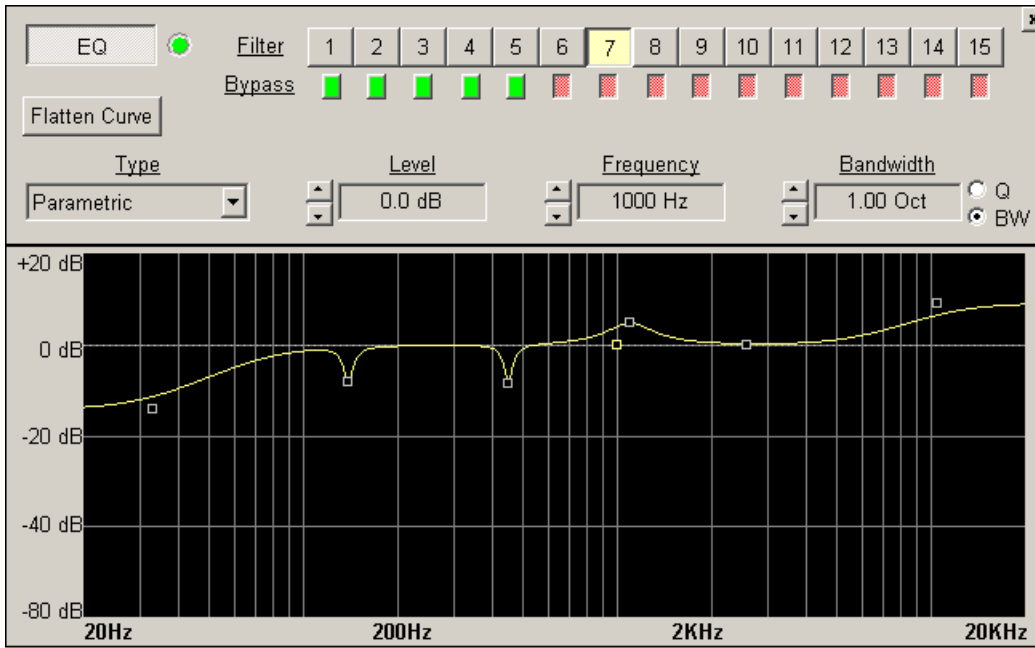 EQ Filter 1 2 3 4 5 6 7 8 9 10 11 12 13 14 15
Bypass
Flatten Curve
Type Level Frequency Bandwidth
Parametric 0.0 dB 1000 Hz 1.00 Oct Q
BW
+20 dB
0 dB
-20 dB
-40 dB
-80 dB
20Hz 200Hz 2KHz 20KHz